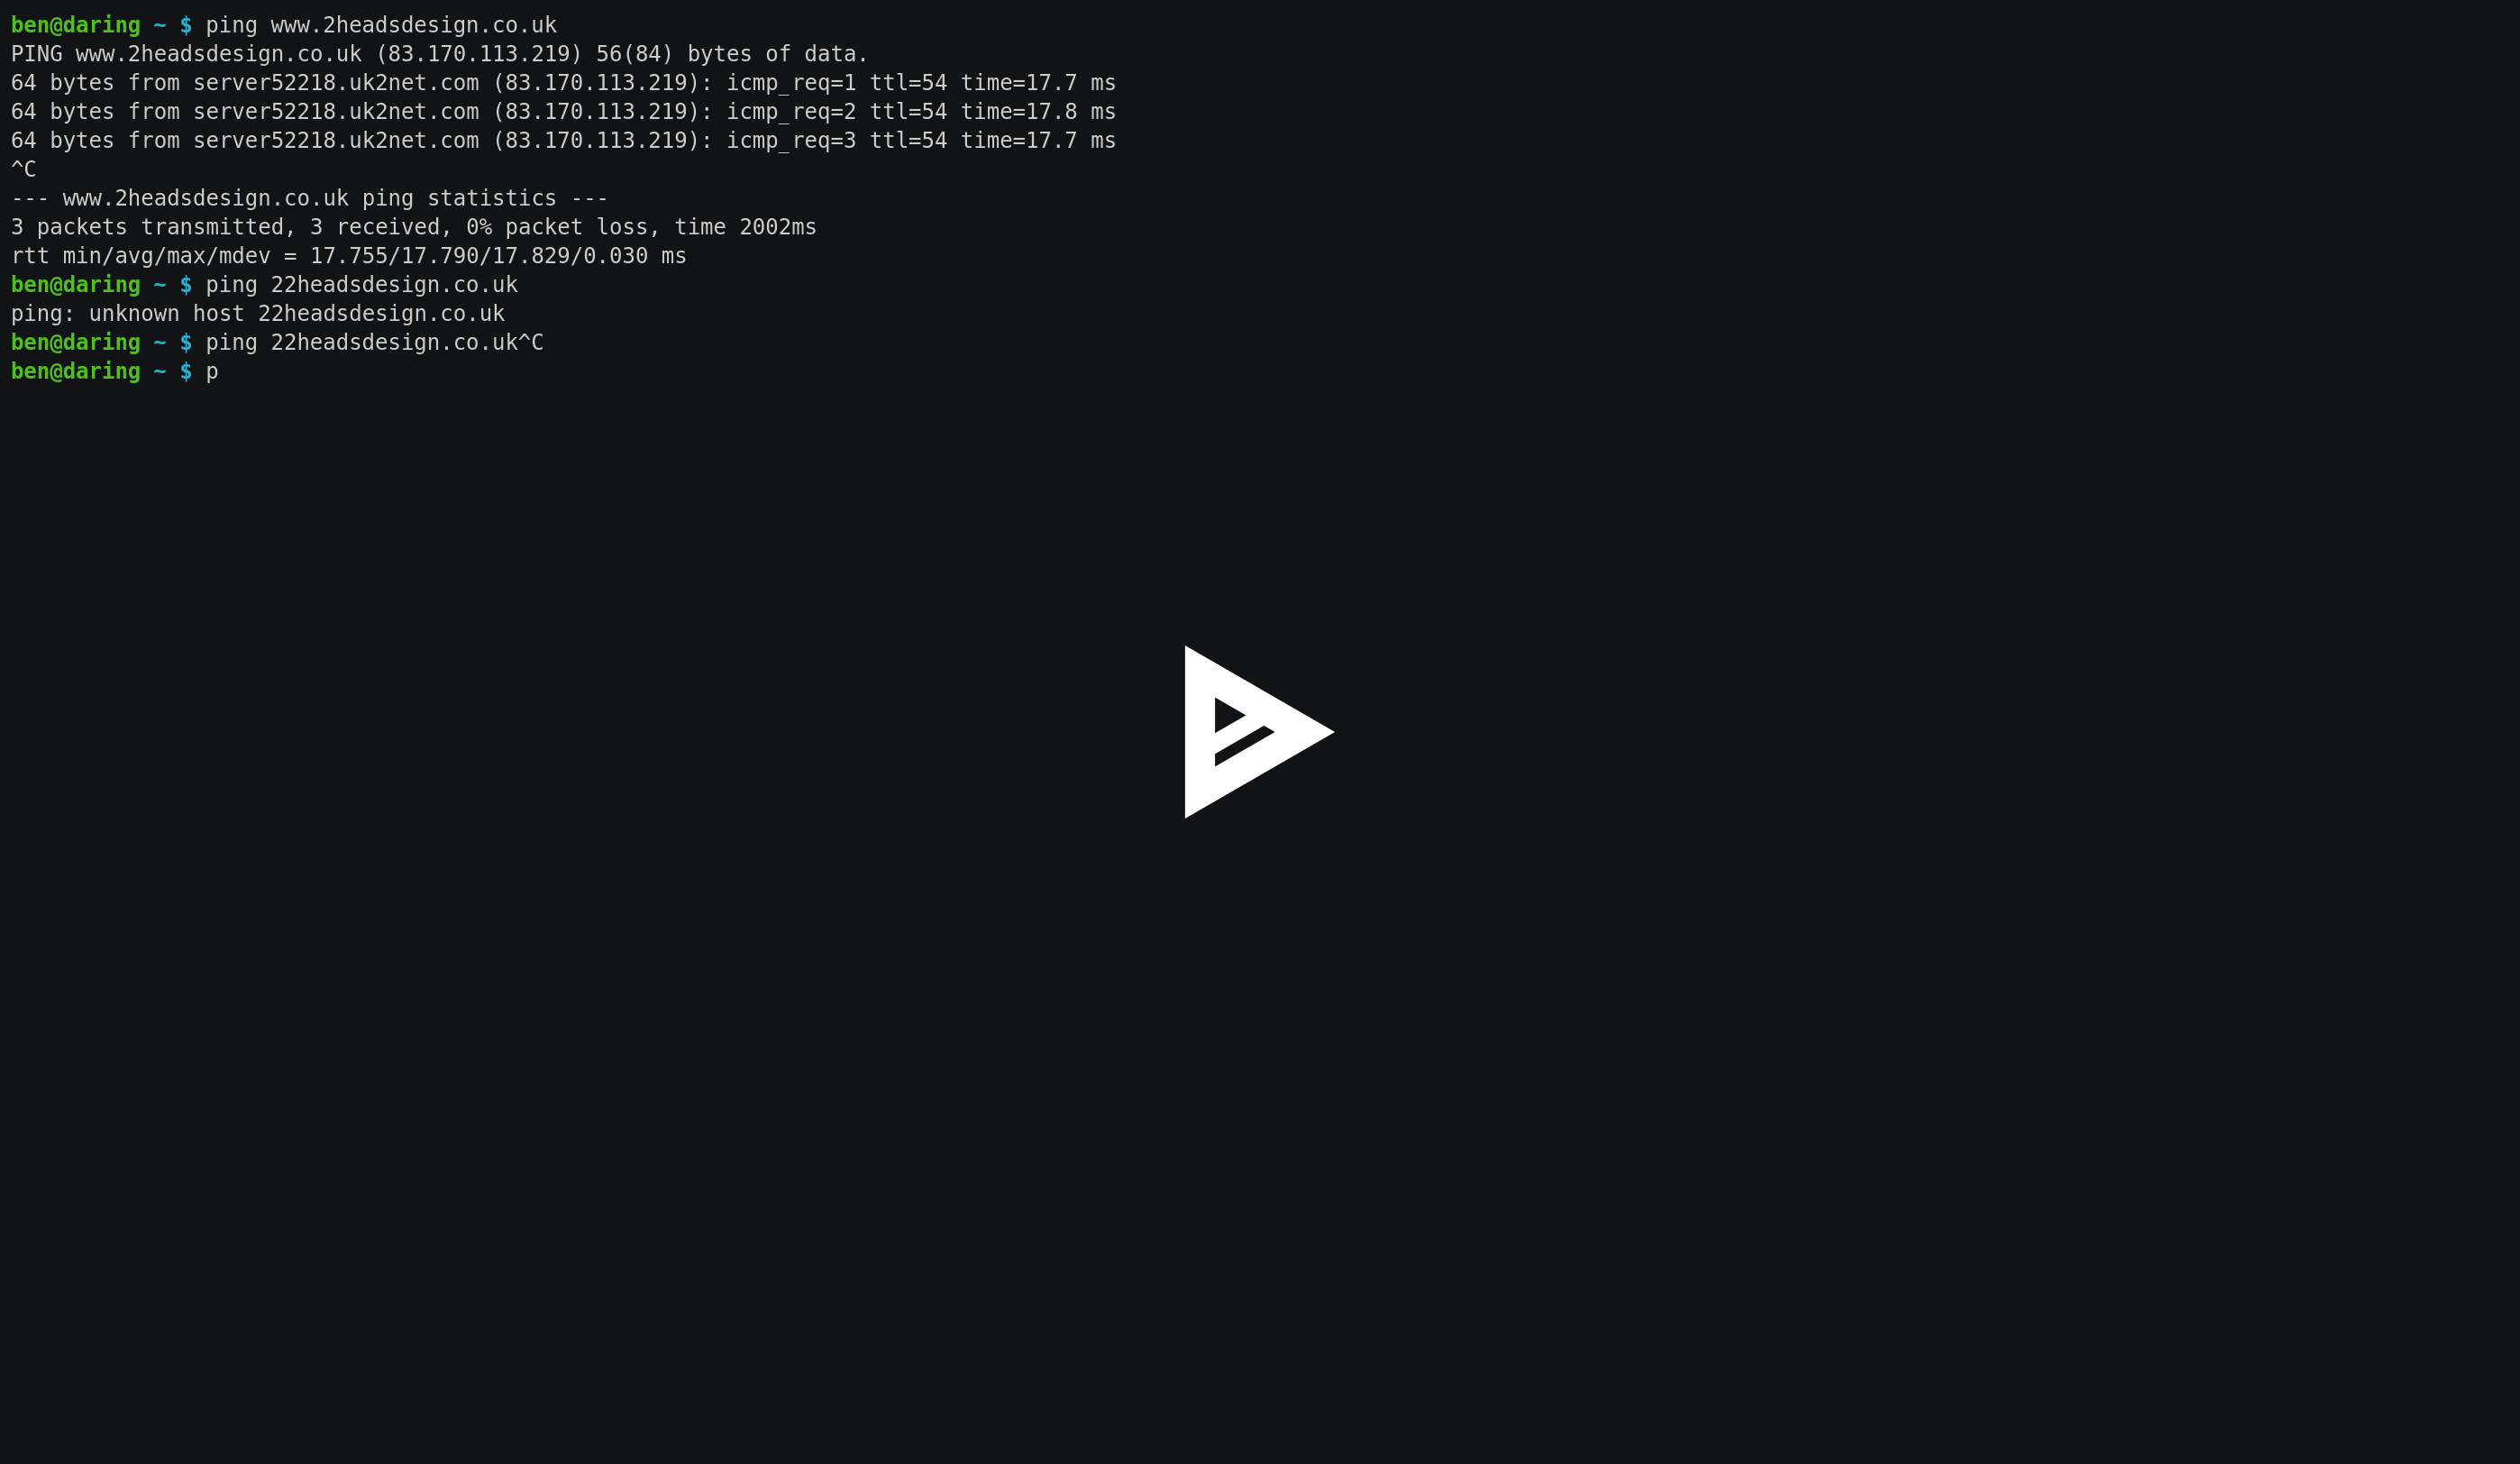 ben@daring ~ $ ping www.2headsdesign.co.uk
PING www.2headsdesign.co.uk (83.170.113.219) 56(84) bytes of data.
64 bytes from server52218.uk2net.com (83.170.113.219): icmp_req=1 ttl=54 time=17.7 ms
64 bytes from server52218.uk2net.com (83.170.113.219): icmp_req=2 ttl=54 time=17.8 ms
64 bytes from server52218.uk2net.com (83.170.113.219): icmp_req=3 ttl=54 time=17.7 ms
^C
--- www.2headsdesign.co.uk ping statistics ---
3 packets transmitted, 3 received, 0% packet loss, time 2002ms
rtt min/avg/max/mdev = 17.755/17.790/17.829/0.030 ms
ben@daring ~ $ ping 22headsdesign.co.uk
ping: unknown host 22headsdesign.co.uk
ben@daring ~ $ ping 22headsdesign.co.uk^C
ben@daring ~ $ p